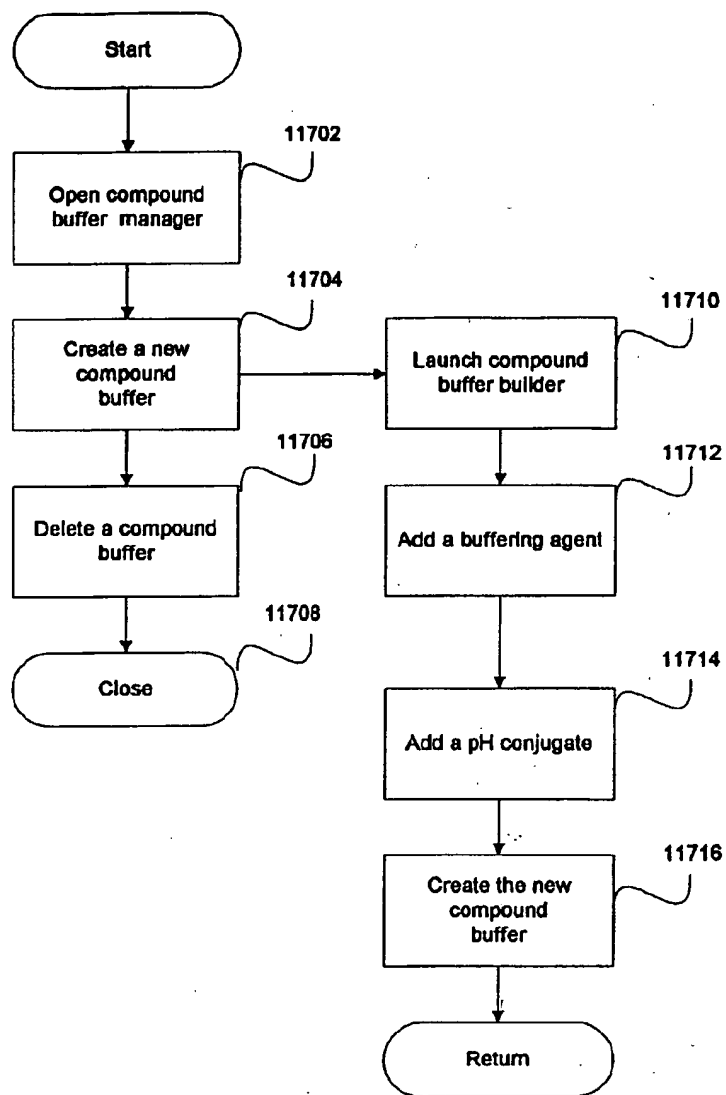 Start
11702
Open compound
buffer manager
11704
Create a new
compound
buffer
11706
Delete a compound
buffer
11708
Close
11710
Launch compound
buffer builder
11712
Add a buffering agent
11714
Add a pH conjugate
11716
Create the new
compound
buffer
Return